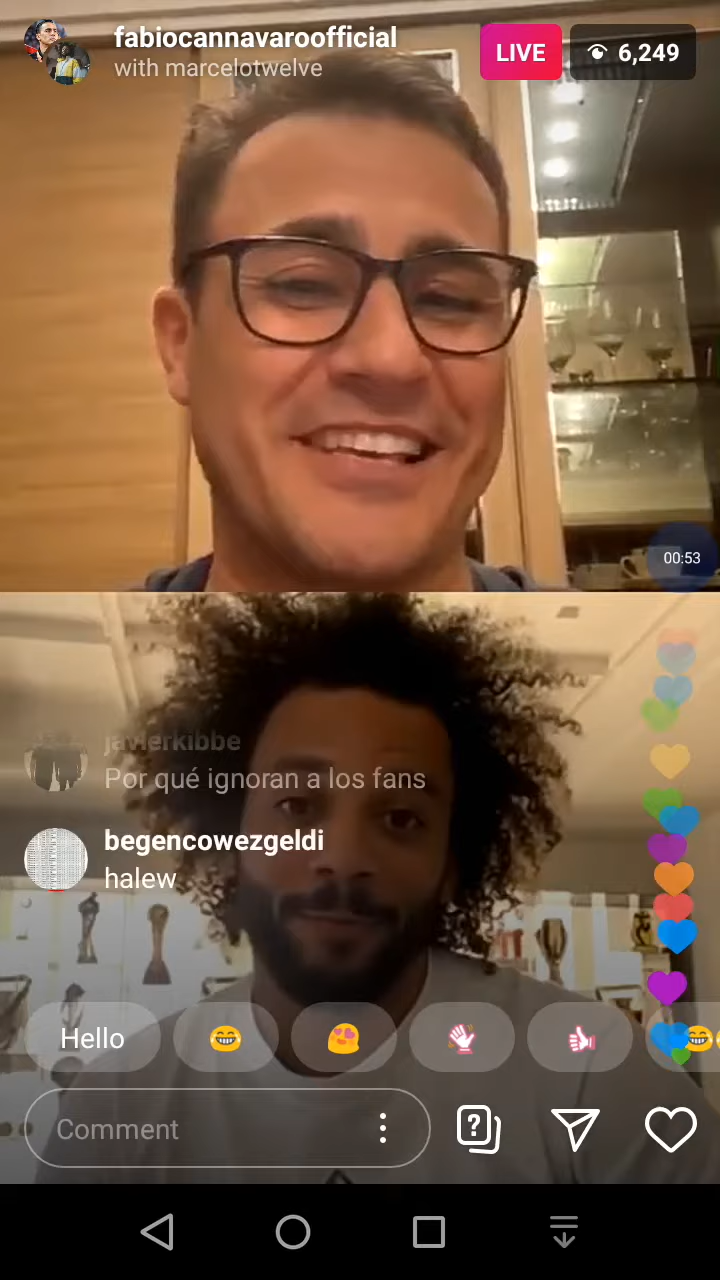 fabiocannavaroofficial
with marcelotwelve
LIVE
6,249
00:53
javierkibbe
Por qué ignoran a los fans
begencowezgeldi
halew
Hello
Comment